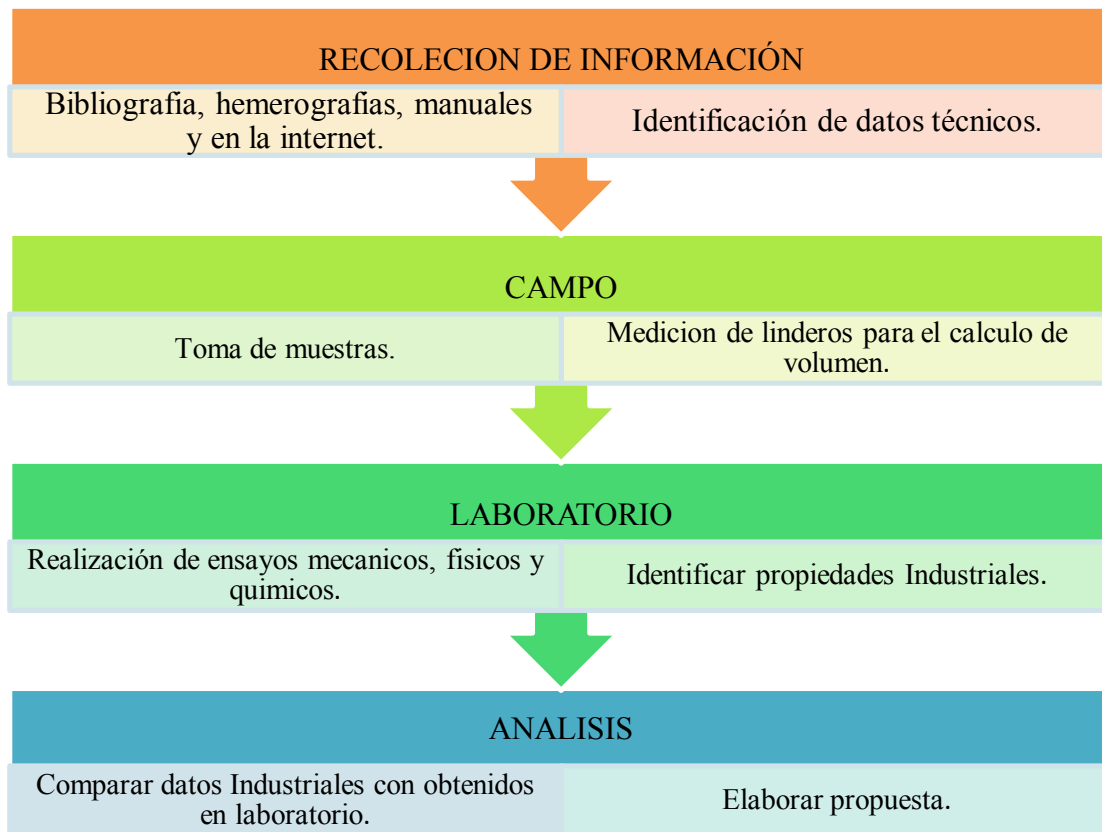 RECOLECION DE INFORMACIÓN
Bibliografia, hemerografias, manuales
y en la internet.
Identificación de datos técnicos.
CAMPO
Toma de muestras.
Medicion de linderos para el calculo de
volumen.
LABORATORIO
Realización de ensayos mecanicos, fisicos y
quimicos.
Identificar propiedades Industriales.
ANALISIS
Comparar datos Industriales con obtenidos
en laboratorio.
Elaborar propuesta.